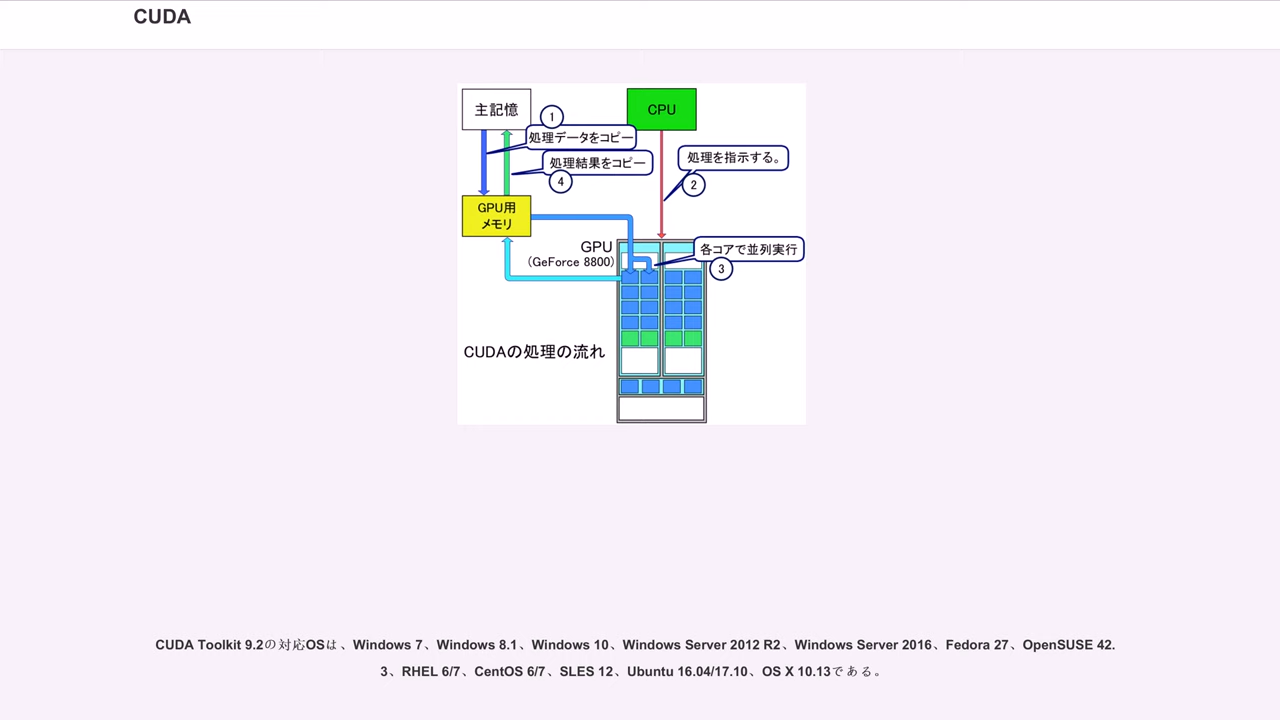 CUDA
主記憶
CPU
1
処理データをコピー
処理結果をコピー
4
処理を指示する。
2
GPU用
メモリ
GPU
(GeForce 8800)
各コアで並列実行
3
CUDAの処理の流れ
CUDA Toolkit 9.2の対応OSは、Windows 7、Windows 8.1、Windows 10、Windows Server 2012 R2、Windows Server 2016、Fedora 27、OpenSUSE 42.
3、RHEL 6/7、CentOS 6/7、SLES 12、Ubuntu 16.04/17.10、OS X 10.13である。